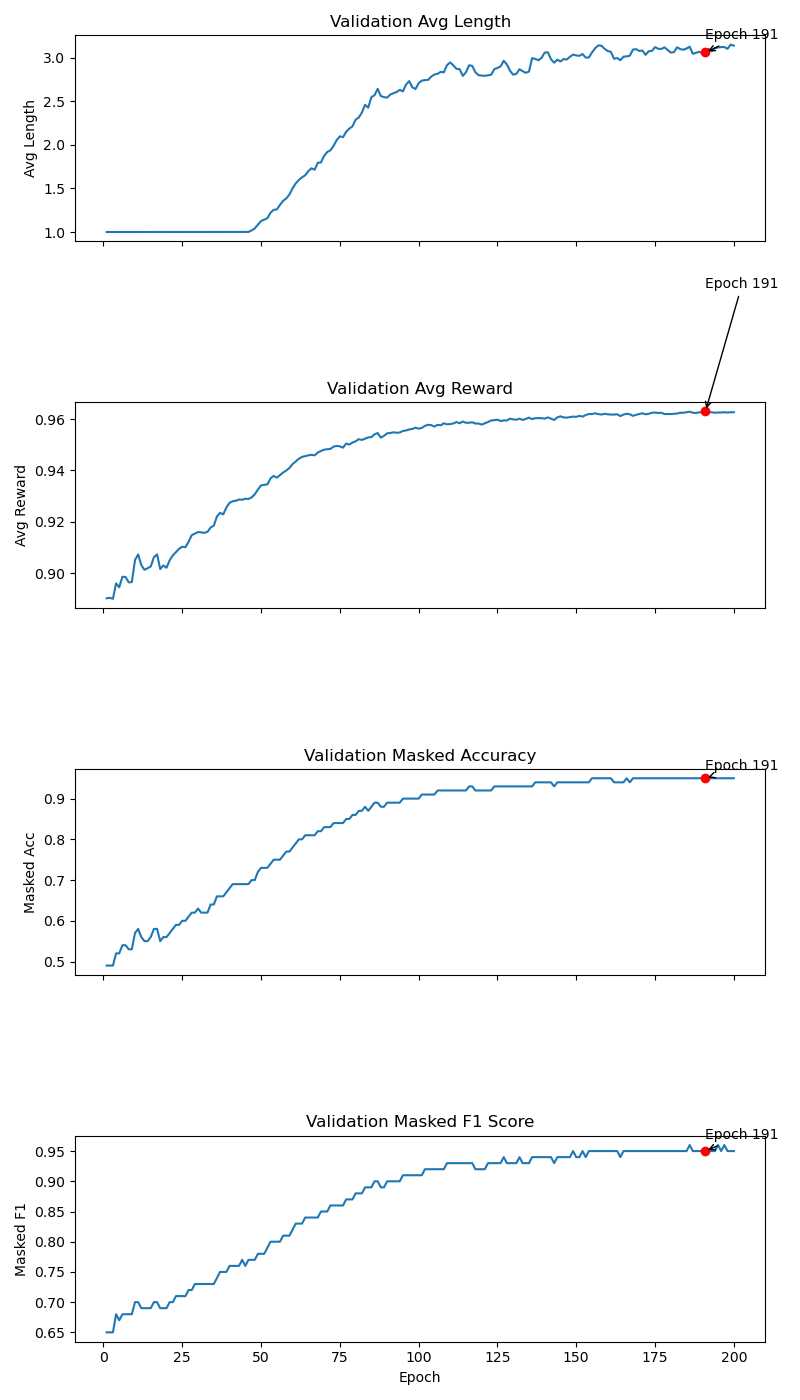 Validation Avg Length
Epoch 191
3.0
2.5
2.0
1.5
1.0
Avg Length
Epoch 191
Validation Avg Reward
0.96
0.94
0.92
0.90
Avg Reward
Validation Masked Accuracy
Epoch 191
0.9
0.8
0.7
0.6
0.5
Masked Acc
Validation Masked F1 Score
Epoch 191
0.95
0.90
0.85
0.80
0.75
0.70
0.65
Masked F1
0 25 50 75 100 125 150 175 200
Epoch